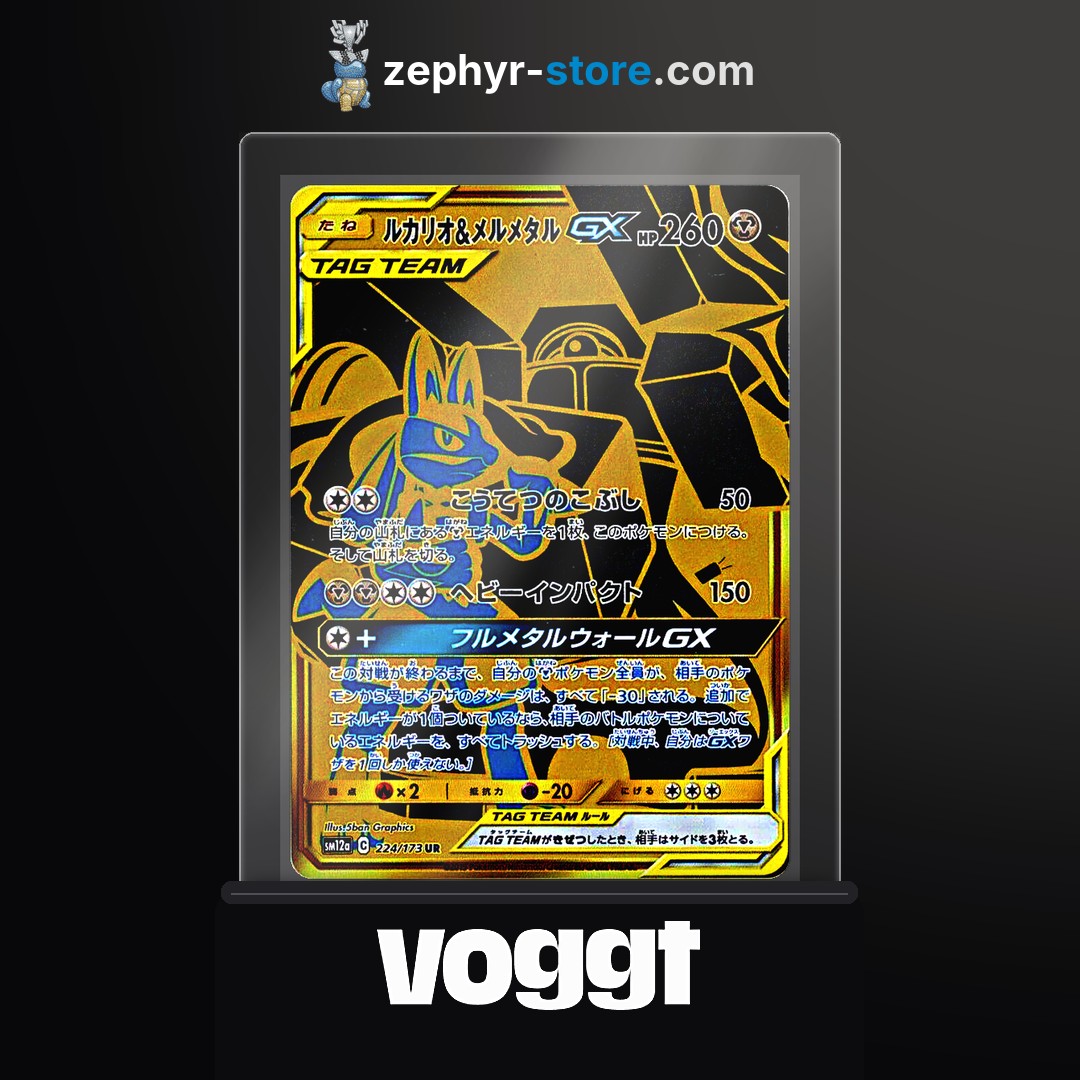 zephyr-store.com
たね ルカリオ&メルメタルGX HP260
TAG TEAM
こうてつのこぶし 50
自分の山札にあるエネルギーを1枚、このポケモンにつける。
そして山札を切る。
ヘビーインパクト 150
+ フルメタルウォールGX
この対戦が終わるまで、自分のポケモン全員が、相手のポケ
モンから受けるワザのダメージは、すべて「-30」される。追加で
エネルギーが1個ついているなら、相手のバトルポケモンについて
いるエネルギーを、すべてトラッシュする。[対戦中、自分はGXワ
ザを1回しか使えない。]
弱点 ×2 抵抗力 -20 にげる
TAG TEAM ルール
Illus.5ban Graphics
TAG TEAMがきぜつしたとき、相手はサイドを3枚とる。
SM12a C 224/173 UR
voggt